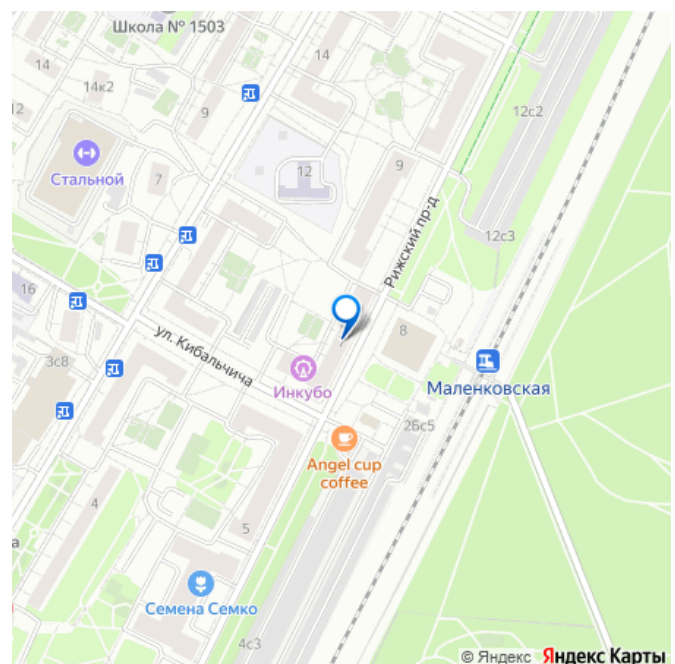 Школа № 1503
14
14
14к2
12с2
12
9
Стальной
7
12
9
Рижский пр-д
12с3
16
ул. Кибальчича
8
3с8
Инкубо
Маленковская
26с5
Angel cup
coffee
4
5
а
Семена Семко
4с3
© Яндекс Яндекс Карты